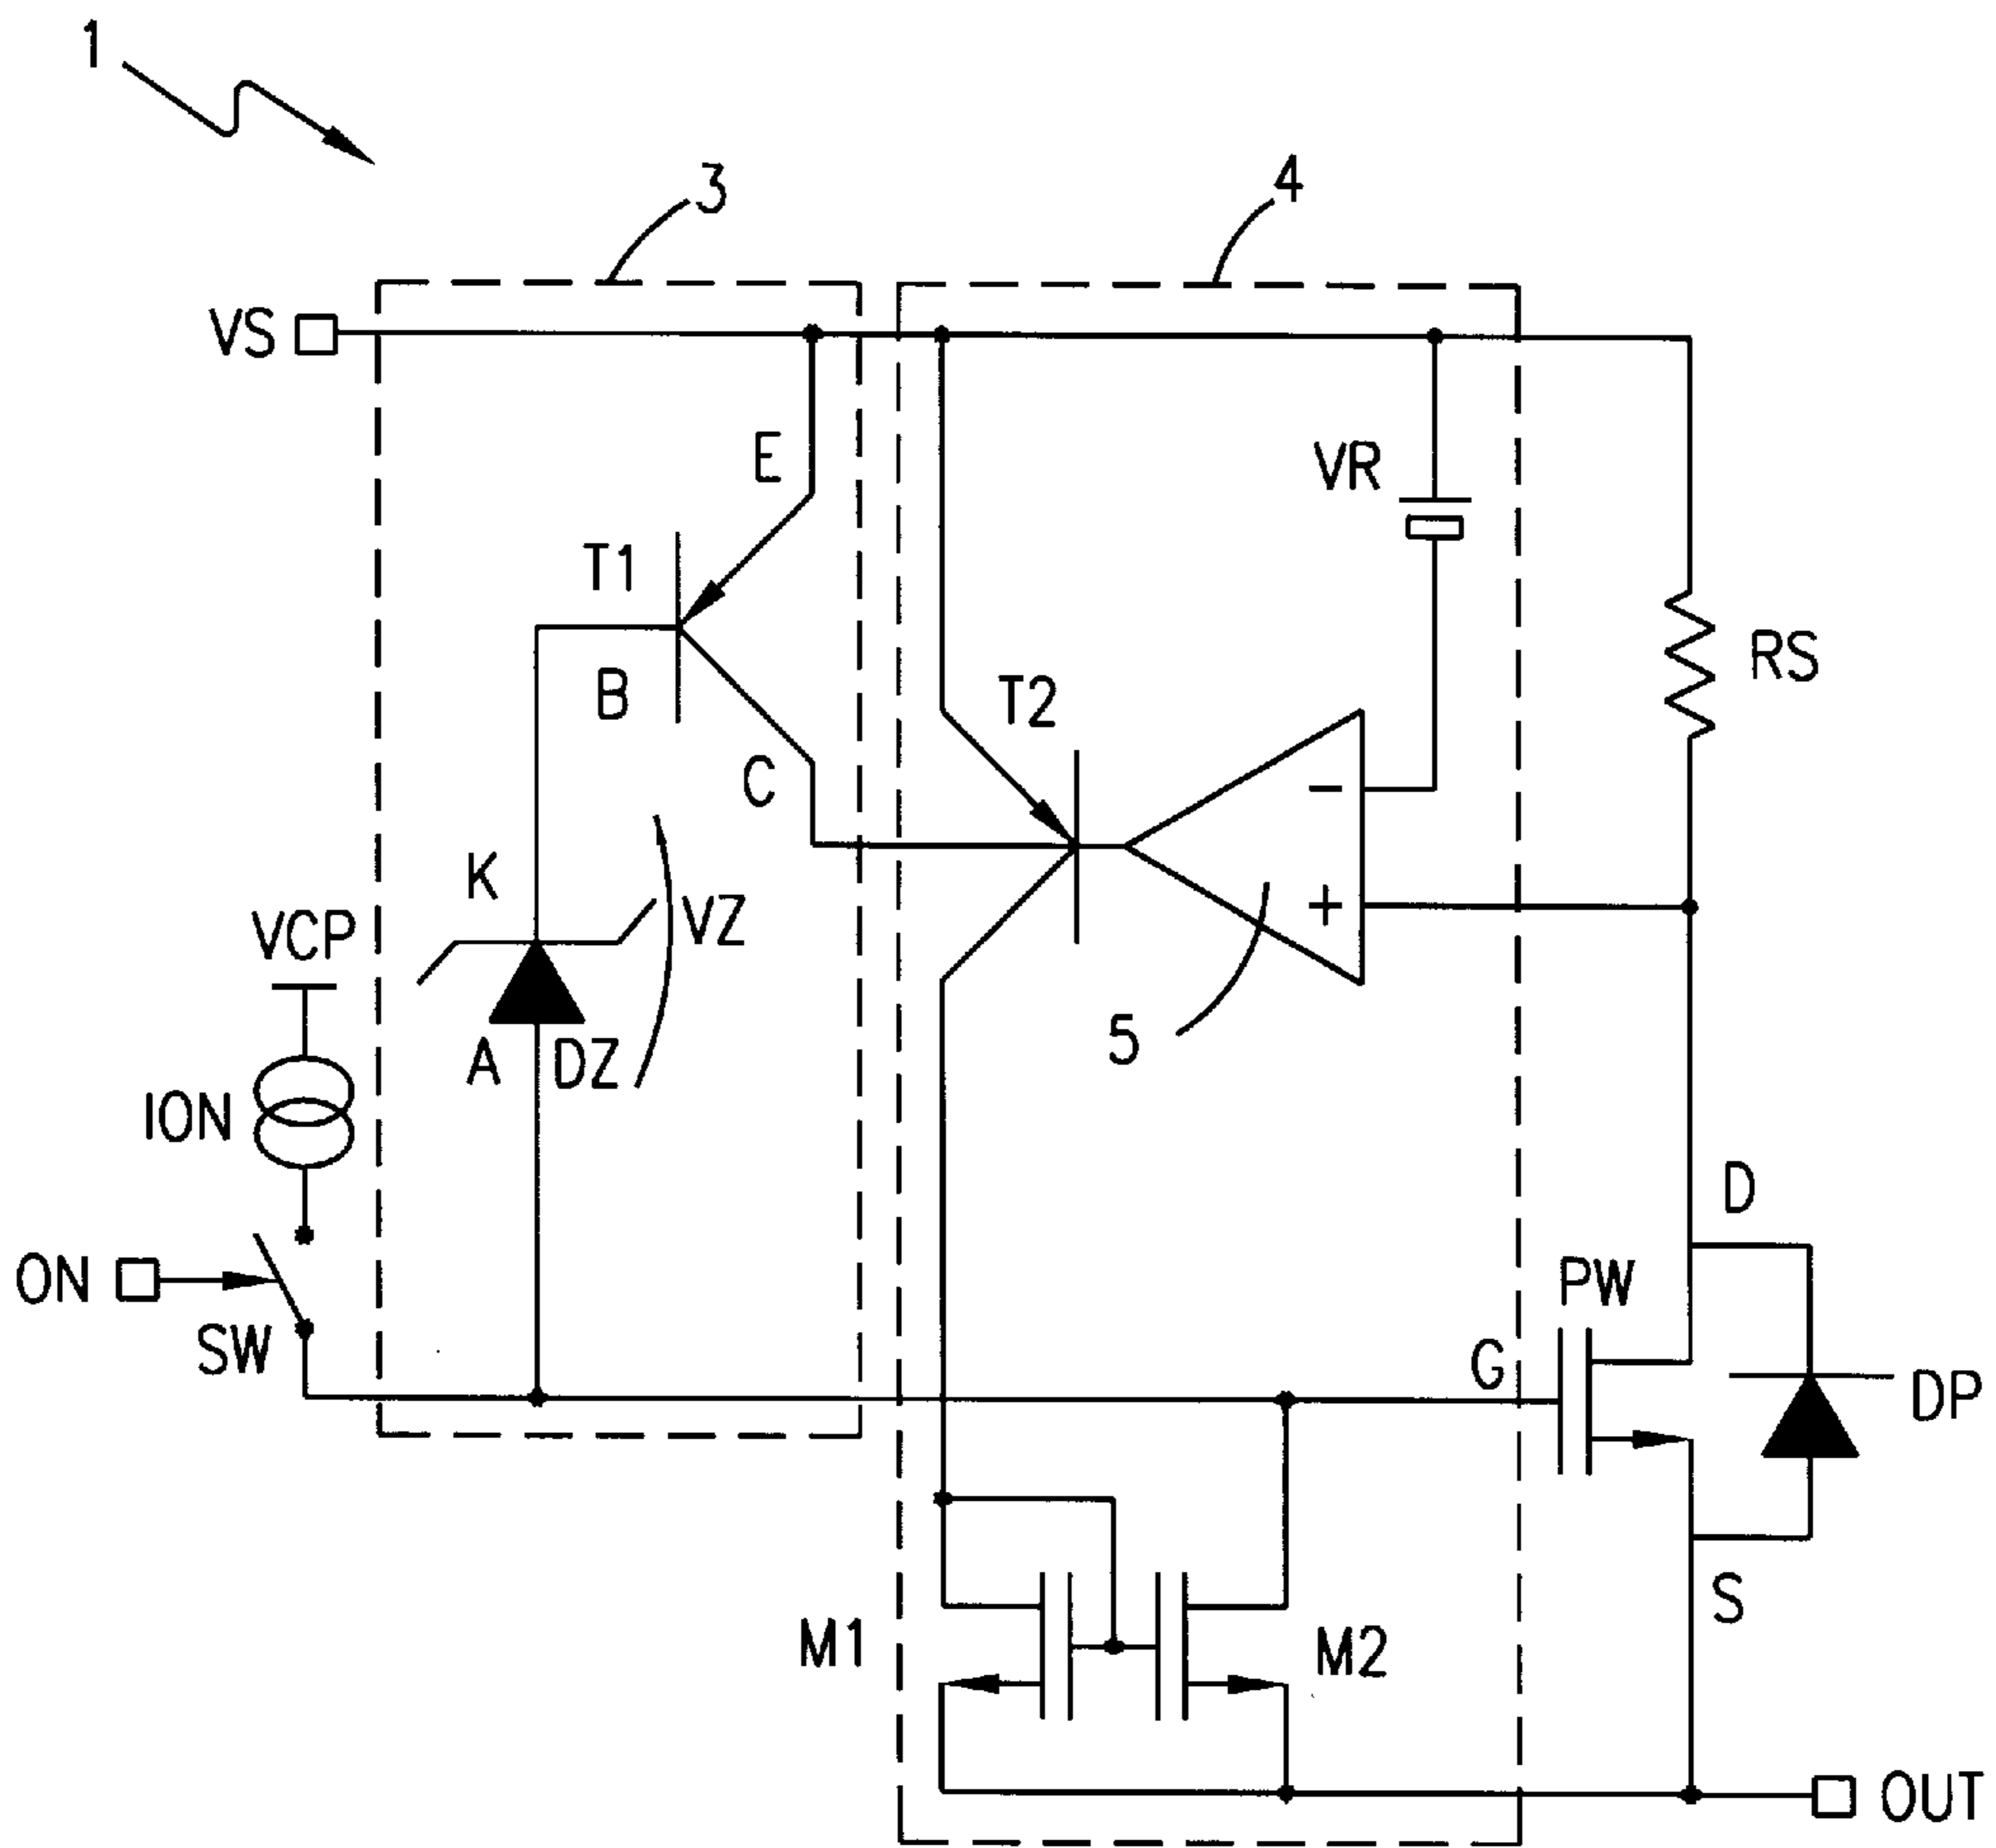 1
3
4
VS
E
VR
T1
RS
B
T2
C
-
K
VZ
+
VCP
A
DZ
5
ION
D
ON
PW
SW
G
DP
S
M1
M2
OUT